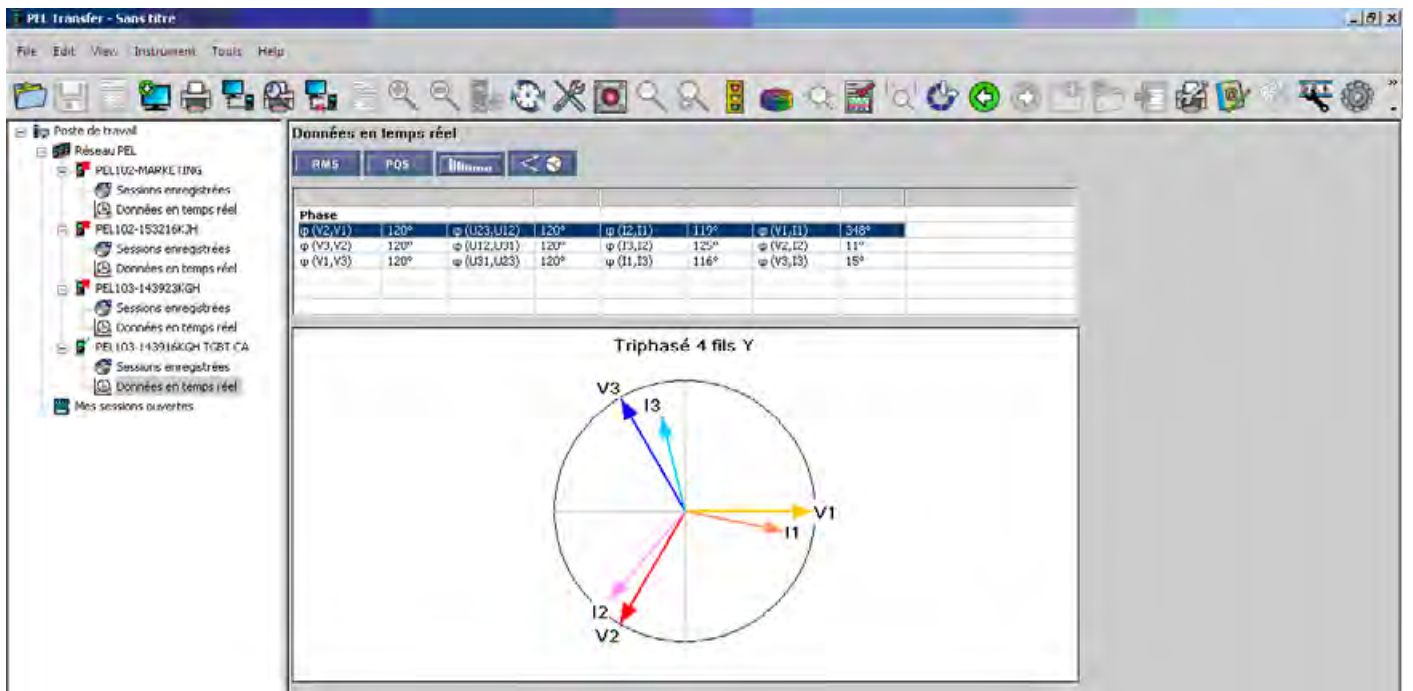 PEL Transfer - Sans titre
File Edit View Instrument Tools Help
Poste de travail
Réseau PEL
PEL102-MARKETING
Sessions enregistrées
Données en temps réel
PEL102-153216KJH
Sessions enregistrées
Données en temps réel
PEL103-143923KGH
Sessions enregistrées
Données en temps réel
PEL103-143916KGH TGBT CA
Sessions enregistrées
Données en temps réel
Mes sessions ouvertes
Données en temps réel
RMS PQS
Phase
φ (V2,V1) 120° φ (U23,U12) 120° φ (I2,I1) 119° φ (V1,I1) 348°
φ (V3,V2) 120° φ (U12,U31) 120° φ (I3,I2) 125° φ (V2,I2) 11°
φ (V1,V3) 120° φ (U31,U23) 120° φ (I1,I3) 116° φ (V3,I3) 15°
Triphasé 4 fils Y
V3
I3
V1
I1
I2
V2